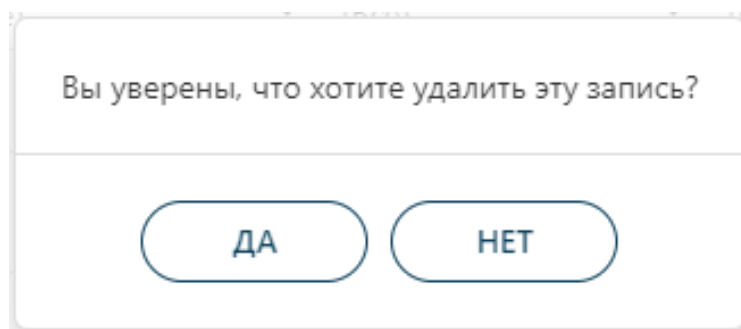 Вы уверены, что хотите удалить эту запись?
ДА НЕТ